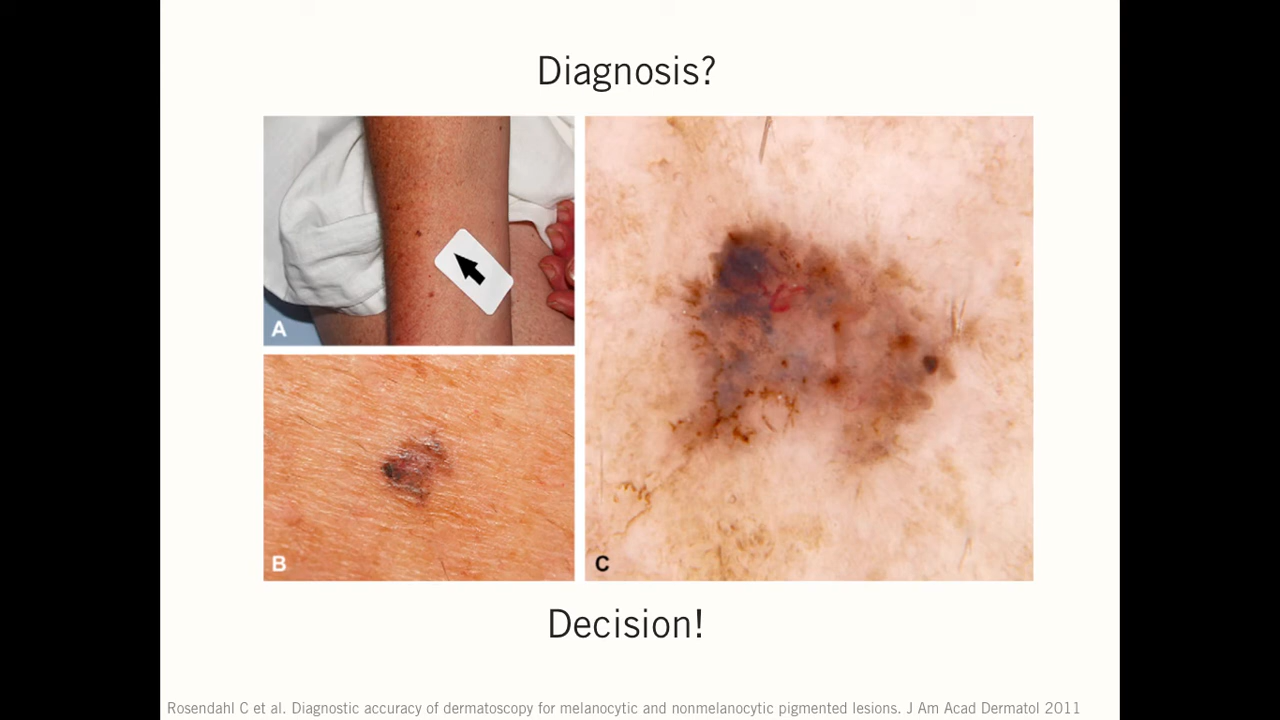 Diagnosis?
A
B
C
Decision!
Rosendahl C et al. Diagnostic accuracy of dermatoscopy for melanocytic and nonmelanocytic pigmented lesions. J Am Acad Dermatol 2011